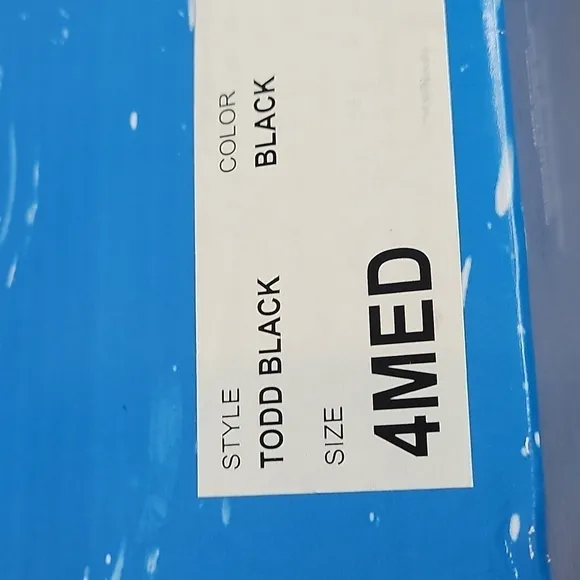 STYLE
TODD BLACK
COLOR
BLACK
SIZE
4MED